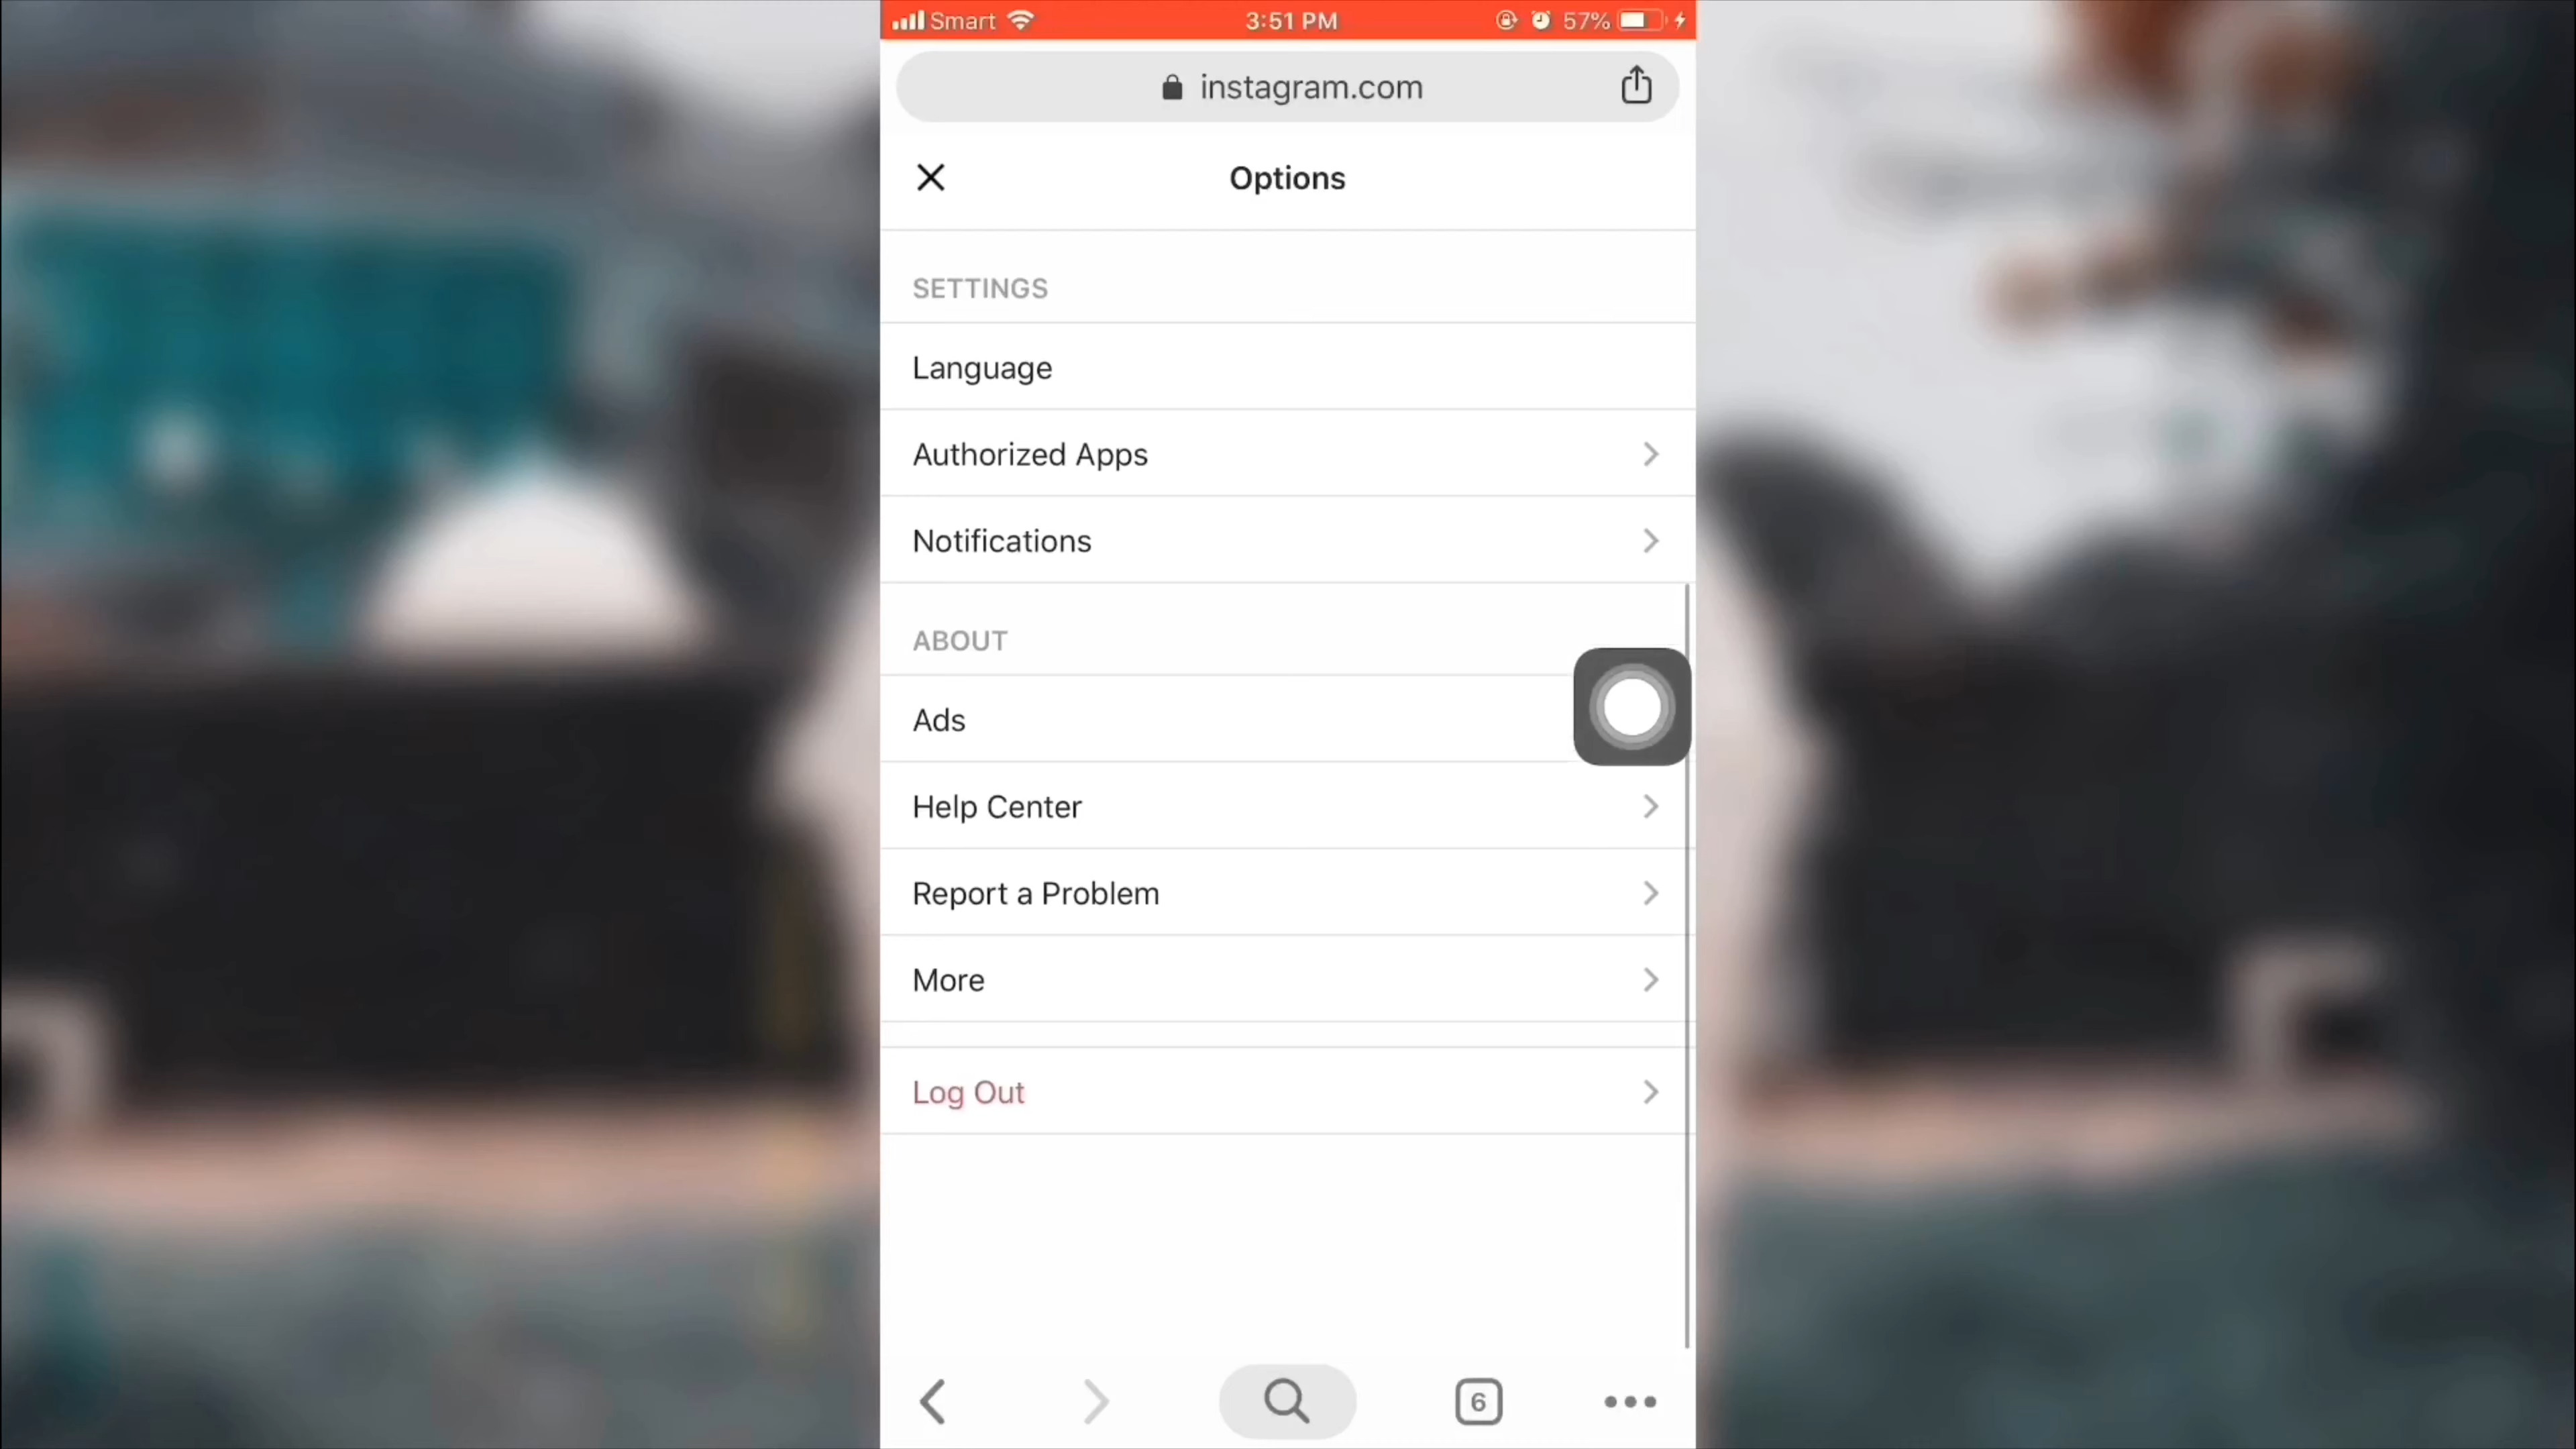 Smart 3:51 PM 57%
instagram.com
Options
SETTINGS
Language
Authorized Apps
Notifications
ABOUT
Ads
Help Center
Report a Problem
More
Log Out
6